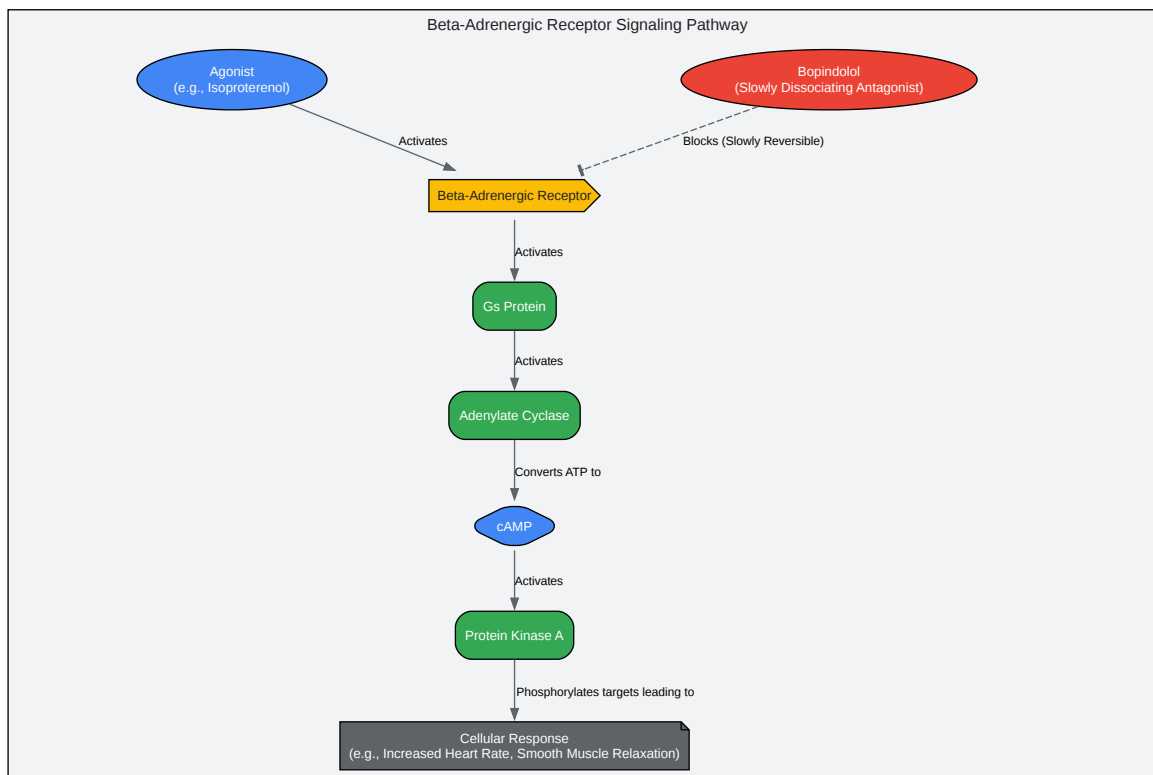 Beta-Adrenergic Receptor Signaling Pathway
Agonist
(e.g., Isoproterenol)
Bopindolol
(Slowly Dissociating Antagonist)
Activates
Blocks (Slowly Reversible)
Beta-Adrenergic Receptor
Activates
Gs Protein
Activates
Adenylate Cyclase
Converts ATP to
cAMP
Activates
Protein Kinase A
Phosphorylates targets leading to
Cellular Response
(e.g., Increased Heart Rate, Smooth Muscle Relaxation)